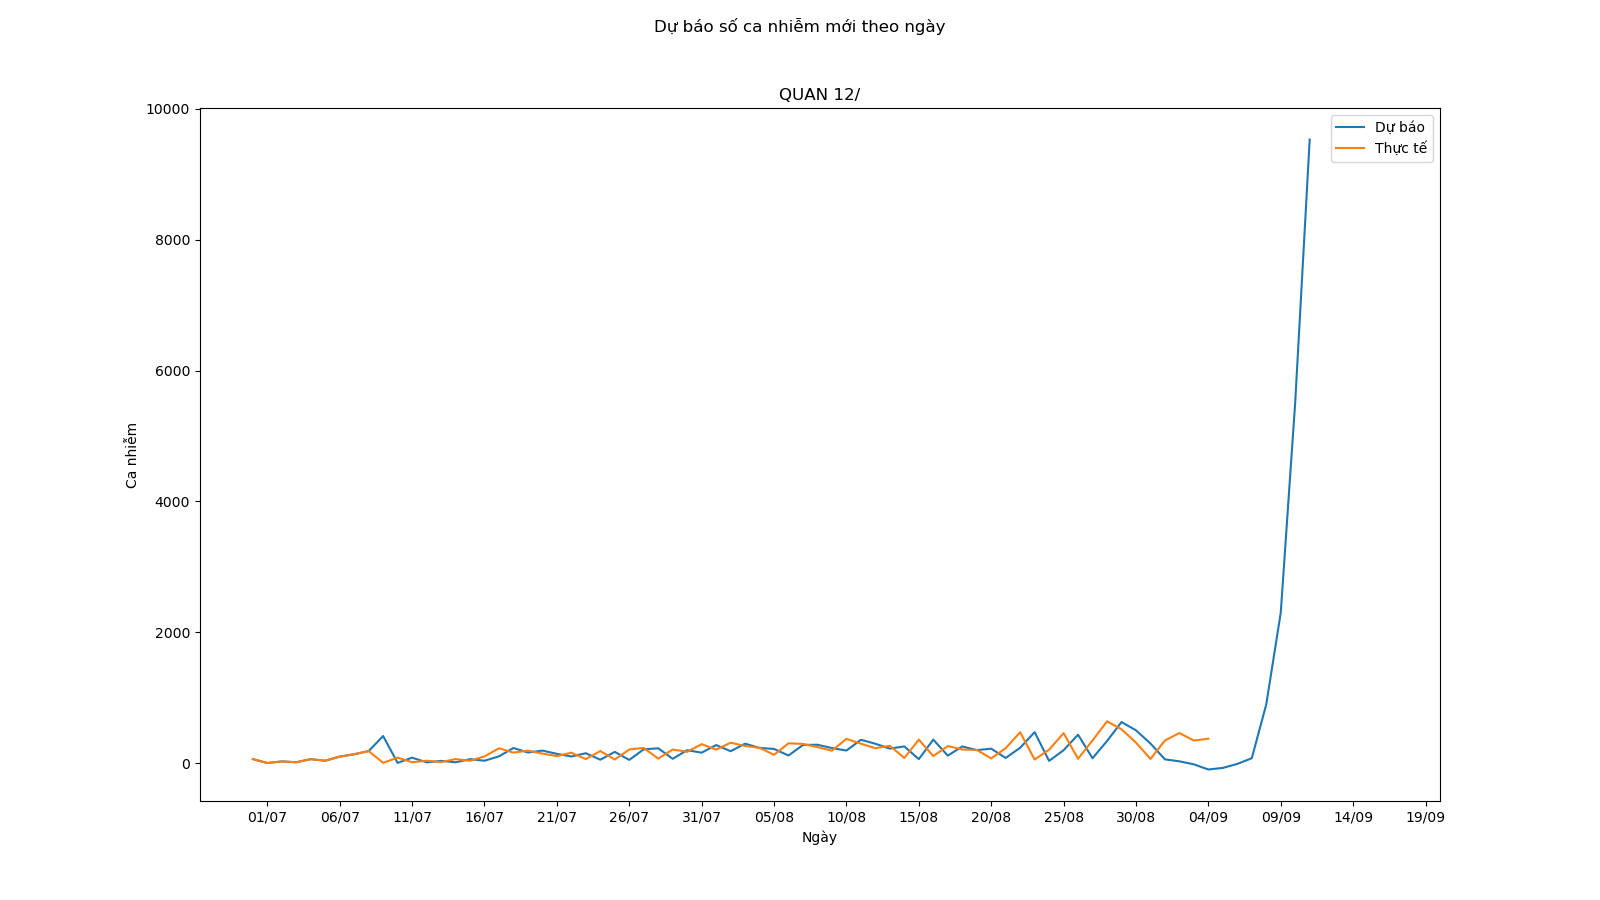 Dự báo số ca nhiễm mới theo ngày
QUAN 12/
10000
8000
6000
4000
2000
0
Ca nhiễm
Dự báo
Thực tế
01/07 06/07 11/07 16/07 21/07 26/07 31/07 05/08 10/08 15/08 20/08 25/08 30/08 04/09 09/09 14/09 19/09
Ngày